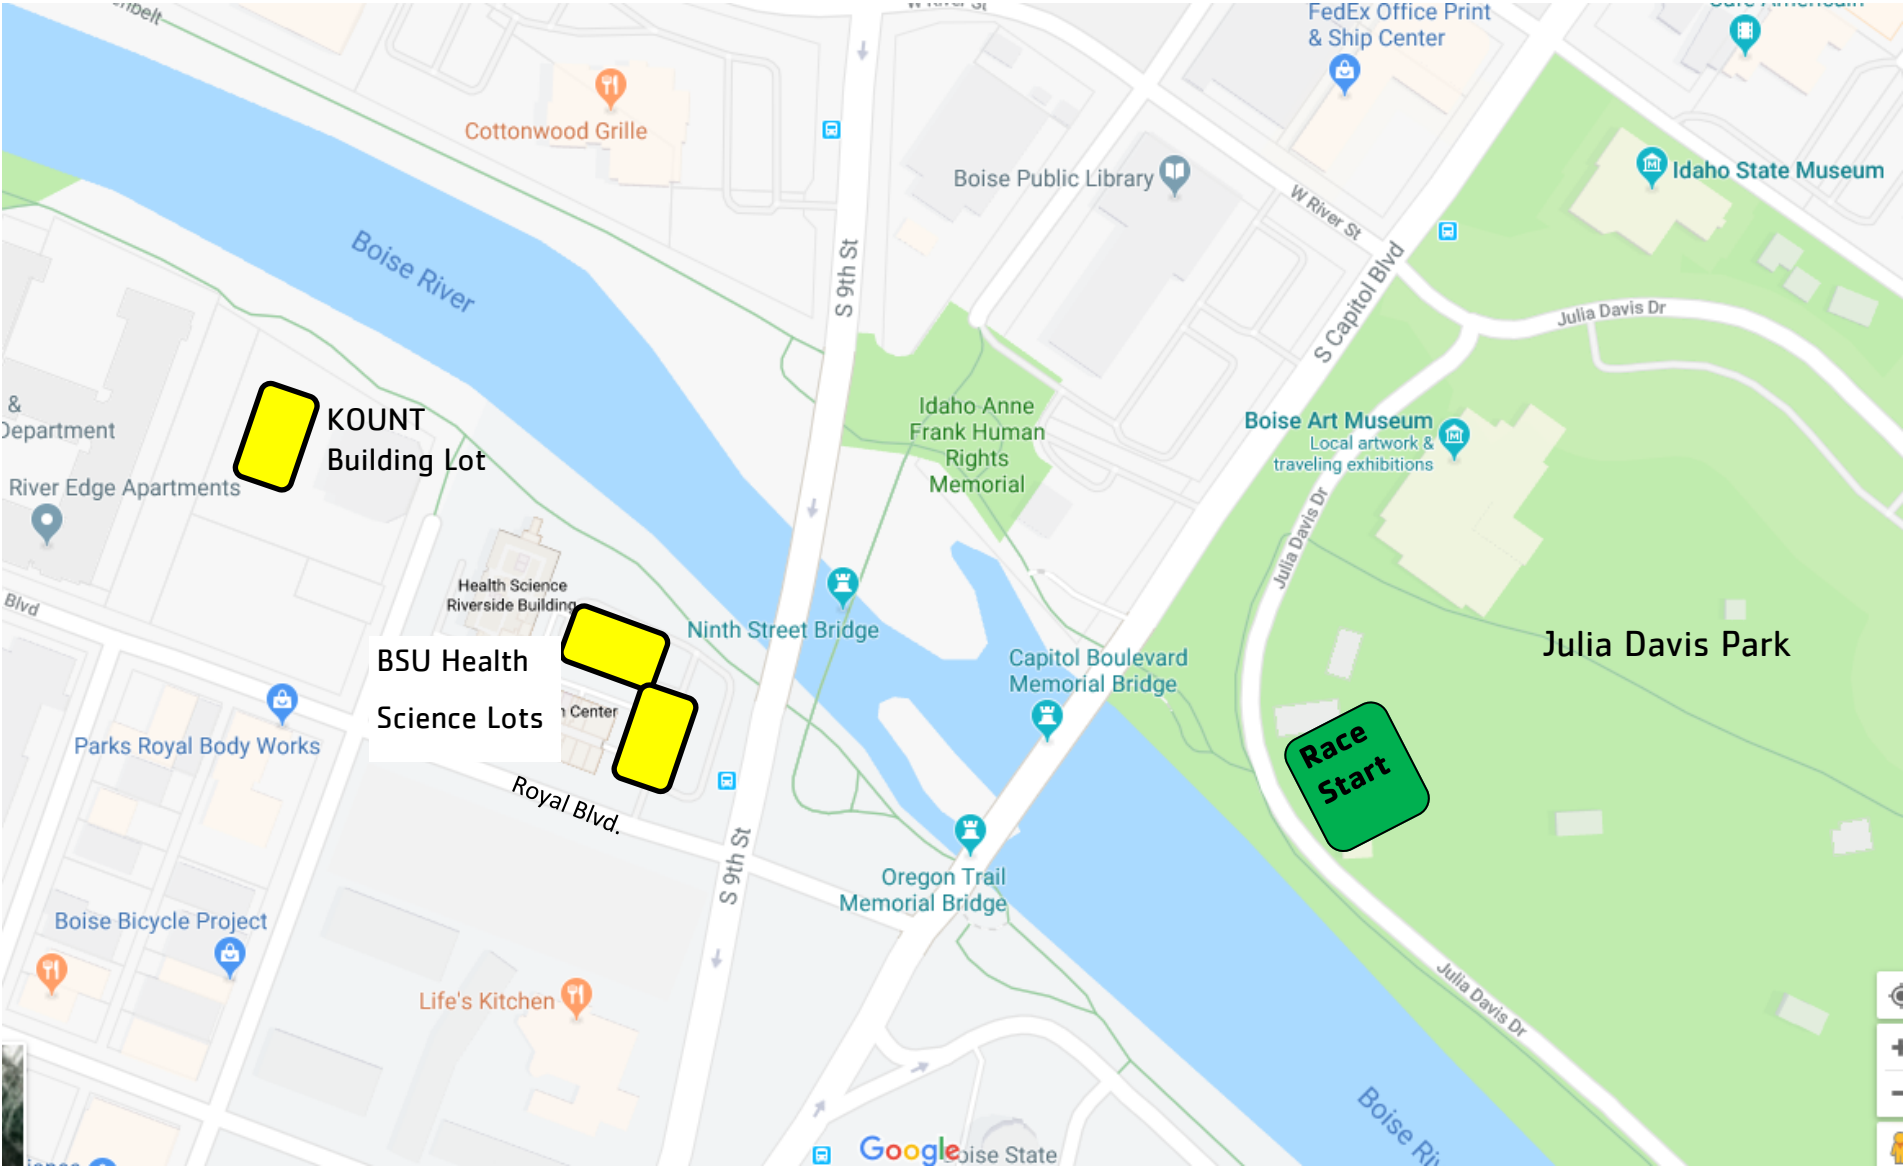 W River St
FedEx Office Print
& Ship Center
Cottonwood Grille
Boise Public Library
W River St
Idaho State Museum
Boise River
S 9th St
S Capitol Blvd
Julia Davis Dr
&
Department
KOUNT
Building Lot
River Edge Apartments
Idaho Anne
Frank Human
Rights
Memorial
Boise Art Museum
Local artwork &
traveling exhibitions
Julia Davis Dr
Blvd
Health Science
Riverside Building
Ninth Street Bridge
BSU Health
Science Lots
Center
Capitol Boulevard
Memorial Bridge
Julia Davis Park
Parks Royal Body Works
Race
Start
Royal Blvd.
S 9th St
Oregon Trail
Memorial Bridge
Boise Bicycle Project
Life's Kitchen
Julia Davis Dr
Boise
Google
oise State